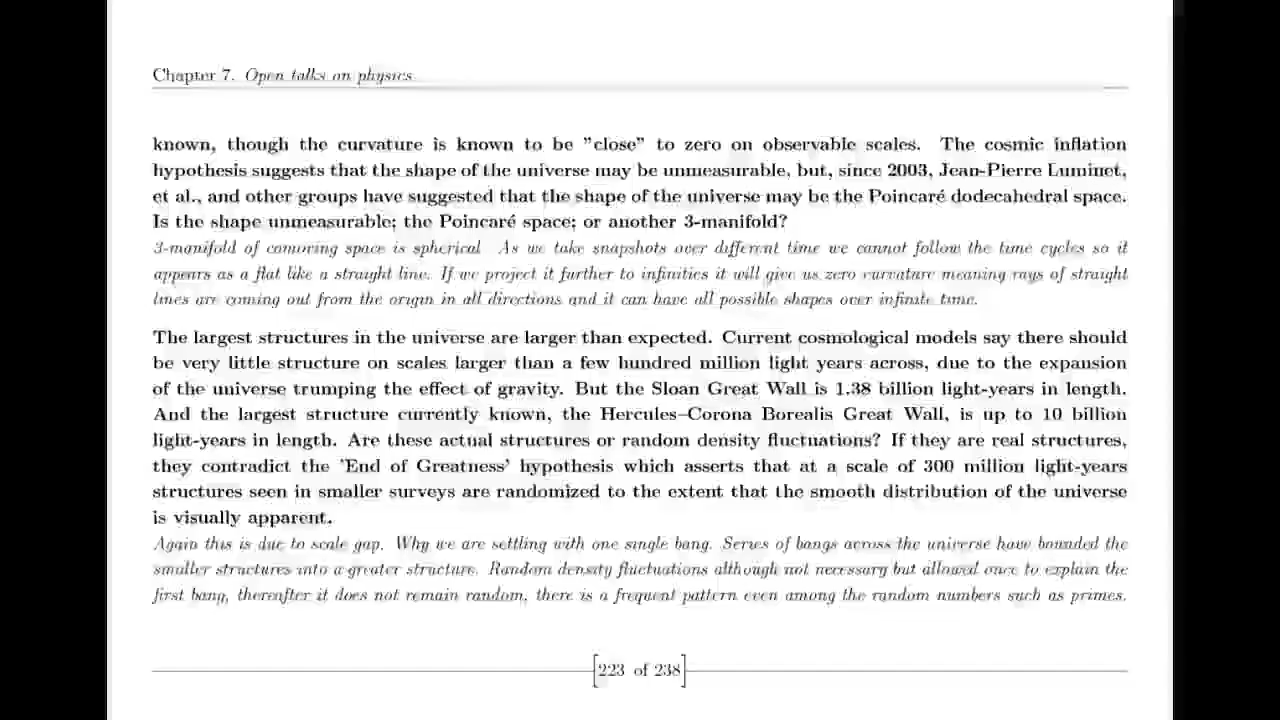 Chapter 7. Open talks on physics
known, though the curvature is known to be ”close” to zero on observable scales. The cosmic inflation
hypothesis suggests that the shape of the universe may be unmeasurable, but, since 2003, Jean-Pierre Luminet,
et al., and other groups have suggested that the shape of the universe may be the Poincaré dodecahedral space.
Is the shape unmeasurable; the Poincaré space; or another 3-manifold?
3-manifold of comoring space is spherical As we take snapshots over different time we cannot follow the time cycles so it
appears as a flat like a straight line. If we project it further to infinities it will give us zero curvature meaning rays of straight
lines are coming out from the origin in all directions and it can have all possible shapes over infinite time.
The largest structures in the universe are larger than expected. Current cosmological models say there should
be very little structure on scales larger than a few hundred million light years across, due to the expansion
of the universe trumping the effect of gravity. But the Sloan Great Wall is 1.38 billion light-years in length.
And the largest structure currently known, the Hercules–Corona Borealis Great Wall, is up to 10 billion
light-years in length. Are these actual structures or random density fluctuations? If they are real structures,
they contradict the ’End of Greatness’ hypothesis which asserts that at a scale of 300 million light-years
structures seen in smaller surveys are randomized to the extent that the smooth distribution of the universe
is visually apparent.
Again this is due to scale gap. Why we are settling with one single bang. Series of bangs across the universe have bounded the
smaller structures into a greater structure. Random density fluctuations although not necessary but allowed once to explain the
first bang, thereafter it does not remain random, there is a frequent pattern even among the random numbers such as primes.
223 of 238